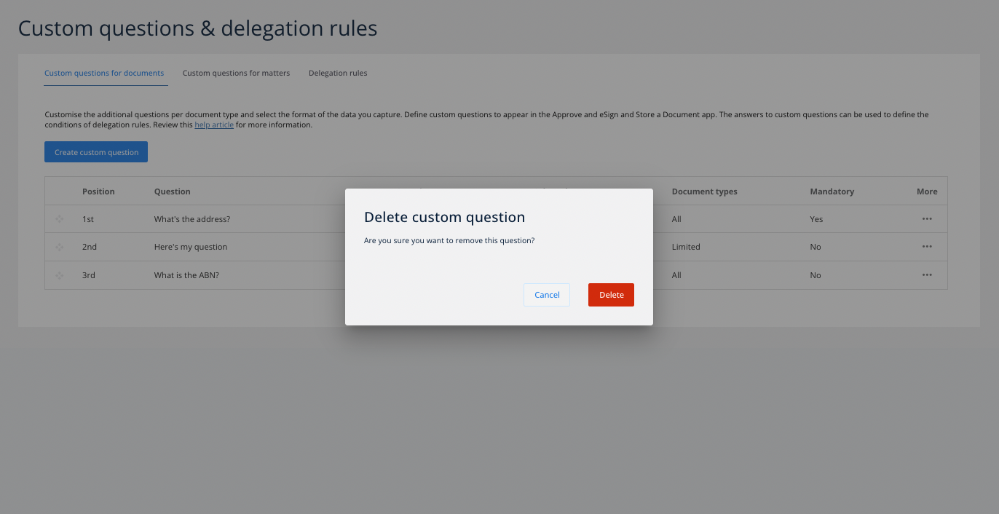 Custom questions & delegation rules
Custom questions for documents Custom questions for matters Delegation rules
Customise the additional questions per document type and select the format of the data you capture. Define custom questions to appear in the Approve and eSign and Store a Document app. The answers to custom questions can be used to define the
conditions of delegation rules. Review this help article for more information.
Create custom question
Position Question Document types Mandatory More
1st What's the address? All Yes
2nd Here's my question Limited No
3rd What is the ABN? All No
Delete custom question
Are you sure you want to remove this question?
Cancel Delete